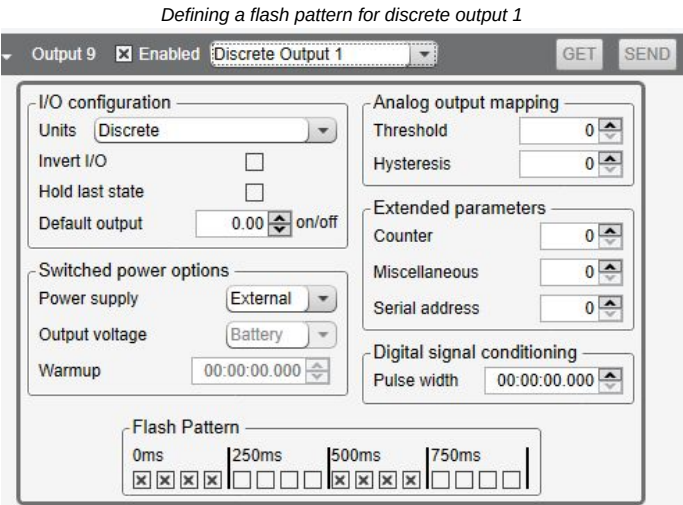 Defining a flash pattern for discrete output 1
Output 9 Enabled Discrete Output 1 GET SEND
I/O configuration
Units Discrete
Invert I/O
Hold last state
Default output 0.00 on/off
Switched power options
Power supply External
Output voltage Battery
Warmup 00:00:00.000
Analog output mapping
Threshold 0
Hysteresis 0
Extended parameters
Counter 0
Miscellaneous 0
Serial address 0
Digital signal conditioning
Pulse width 00:00:00.000
Flash Pattern
0ms 250ms 500ms 750ms